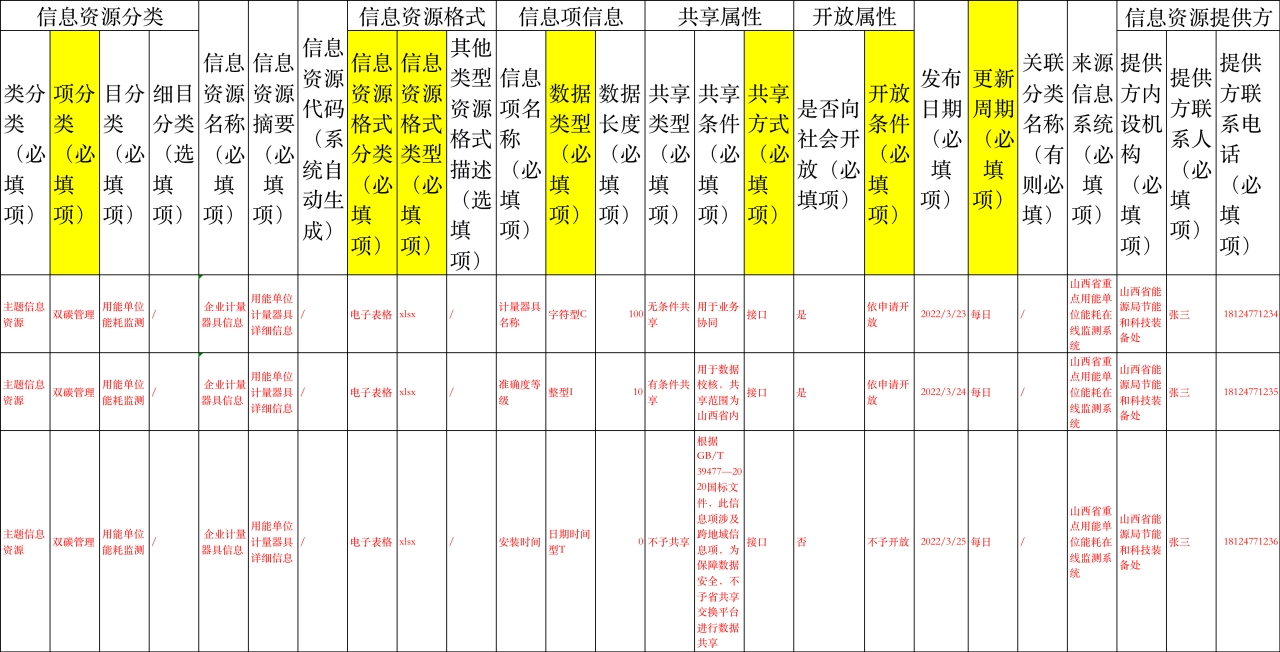 信息资源分类
信息资源格式
信息项信息
共享属性
开放属性
信息资源提供方
类分
类
（必
填
项）
项分
类
（必
填
项）
目分
类
（必
填
项）
细目
分类
（选
填
项）
信息
资源
名称
（必
填
项）
信息
资源
摘要
（必
填
项）
信息
资源
代码
（系
统自
动生
成）
信息
资源
格式
分类
（必
填
项）
信息
资源
格式
类型
（必
填
项）
其他
类型
资源
格式
描述
（选
填
项）
信息
项名
称
（必
填
项）
数据
类型
（必
填
项）
数据
长度
（必
填
项）
共享
类型
（必
填
项）
共享
条件
（必
填
项）
共享
方式
（必
填
项）
是否向
社会开
放（必
填项）
开放
条件
（必
填
项）
发布
日期
（必
填
项）
更新
周期
（必
填
项）
关联
分类
名称
（有
则必
填）
来源
信息
系统
（必
填
项）
提供
方内
设机
构
（必
填
项）
提供
方联
系人
（必
填
项）
提供
方联
系电
话
（必
填
项）
主题信息
资源
双碳管理
用能单位
能耗监测
/
企业计量
器具信息
用能单位
计量器具
详细信息
/
电子表格
xlsx
/
计量器具
名称
字符型C
100
无条件共
享
用于业务
协同
接口
是
依申请开
放
2022/3/23
每日
/
山西省重
点用能单
位能耗在
线监测系
统
山西省能
源局节能
和科技装
备处
张三
18124771234
主题信息
资源
双碳管理
用能单位
能耗监测
/
企业计量
器具信息
用能单位
计量器具
详细信息
/
电子表格
xlsx
/
准确度等
级
整型I
10
有条件共
享
用于数据
校核，共
享范围为
山西省内
接口
是
依申请开
放
2022/3/24
每日
/
山西省重
点用能单
位能耗在
线监测系
统
山西省能
源局节能
和科技装
备处
张三
18124771235
主题信息
资源
双碳管理
用能单位
能耗监测
/
企业计量
器具信息
用能单位
计量器具
详细信息
/
电子表格
xlsx
/
安装时间
日期时间
型T
0
不予共享
根据
GB/T
39477—20
20国标文
件，此信
息项涉及
跨地域信
息项，为
保障数据
安全，不
予省共享
交换平台
进行数据
共享
接口
否
不予开放
2022/3/25
每日
/
山西省重
点用能单
位能耗在
线监测系
统
山西省能
源局节能
和科技装
备处
张三
18124771236